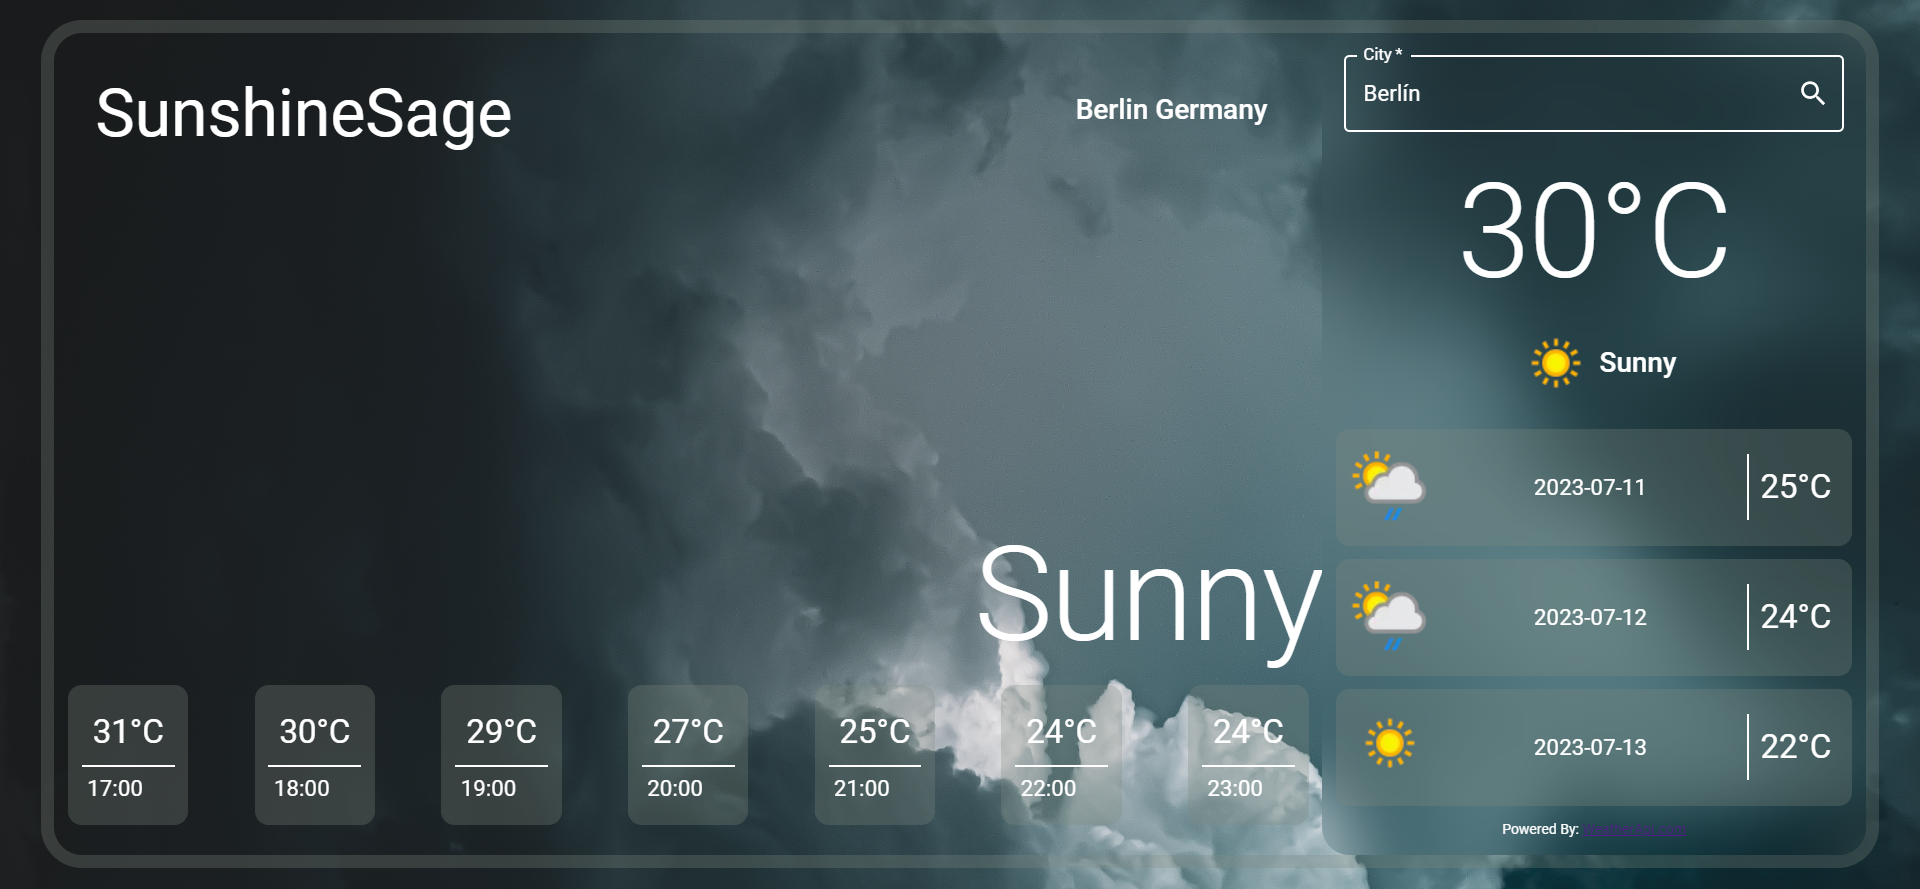 SunshineSage
Berlin Germany
City *
Berlín
30°C
Sunny
2023-07-11
25°C
2023-07-12
24°C
2023-07-13
22°C
Sunny
31°C
17:00
30°C
18:00
29°C
19:00
27°C
20:00
25°C
21:00
24°C
22:00
24°C
23:00
Powered By: